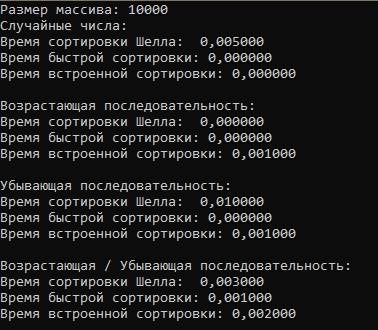 Размер массива: 10000
Случайные числа:
Время сортировки Шелла:  0,005000
Время быстрой сортировки: 0,000000
Время встроенной сортировки: 0,000000

Возрастающая последовательность:
Время сортировки Шелла:  0,000000
Время быстрой сортировки: 0,000000
Время встроенной сортировки: 0,001000

Убывающая последовательность:
Время сортировки Шелла:  0,010000
Время быстрой сортировки: 0,000000
Время встроенной сортировки: 0,001000

Возрастающая / Убывающая последовательность:
Время сортировки Шелла:  0,003000
Время быстрой сортировки: 0,001000
Время встроенной сортировки: 0,002000